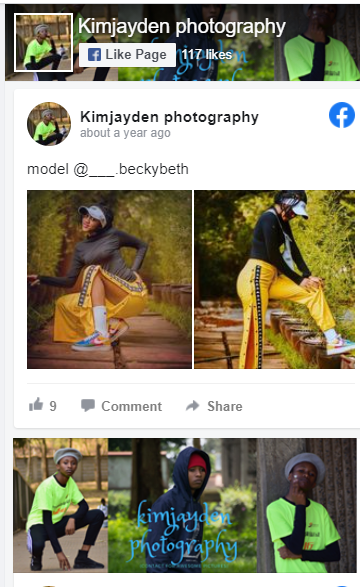 Kimjayden photography
Like Page
117 likes
Kimjayden photography
about a year ago
model @___.beckybeth
9
Comment
Share
kimjayden
photography